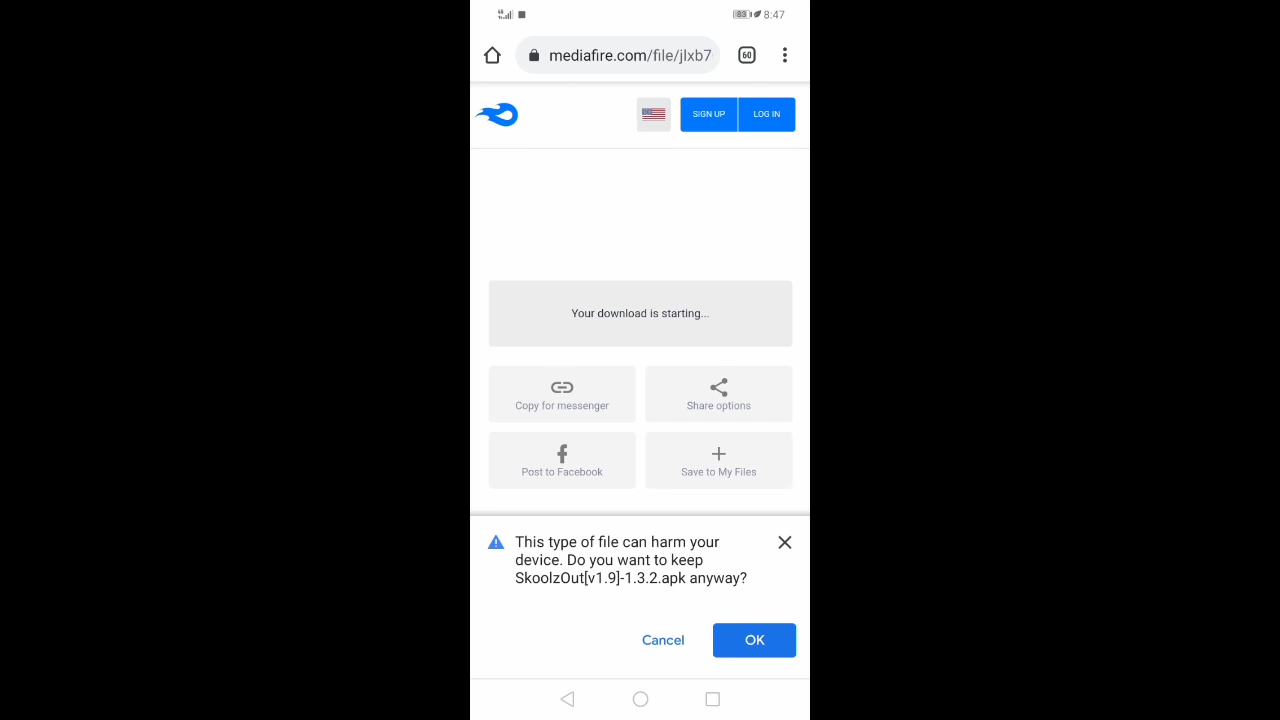 83 8:47
mediafire.com/file/jlxb7 60
SIGN UP LOG IN
Your download is starting...
Copy for messenger Share options
Post to Facebook Save to My Files
This type of file can harm your
device. Do you want to keep
SkoolzOut[v1.9]-1.3.2.apk anyway?
Cancel OK